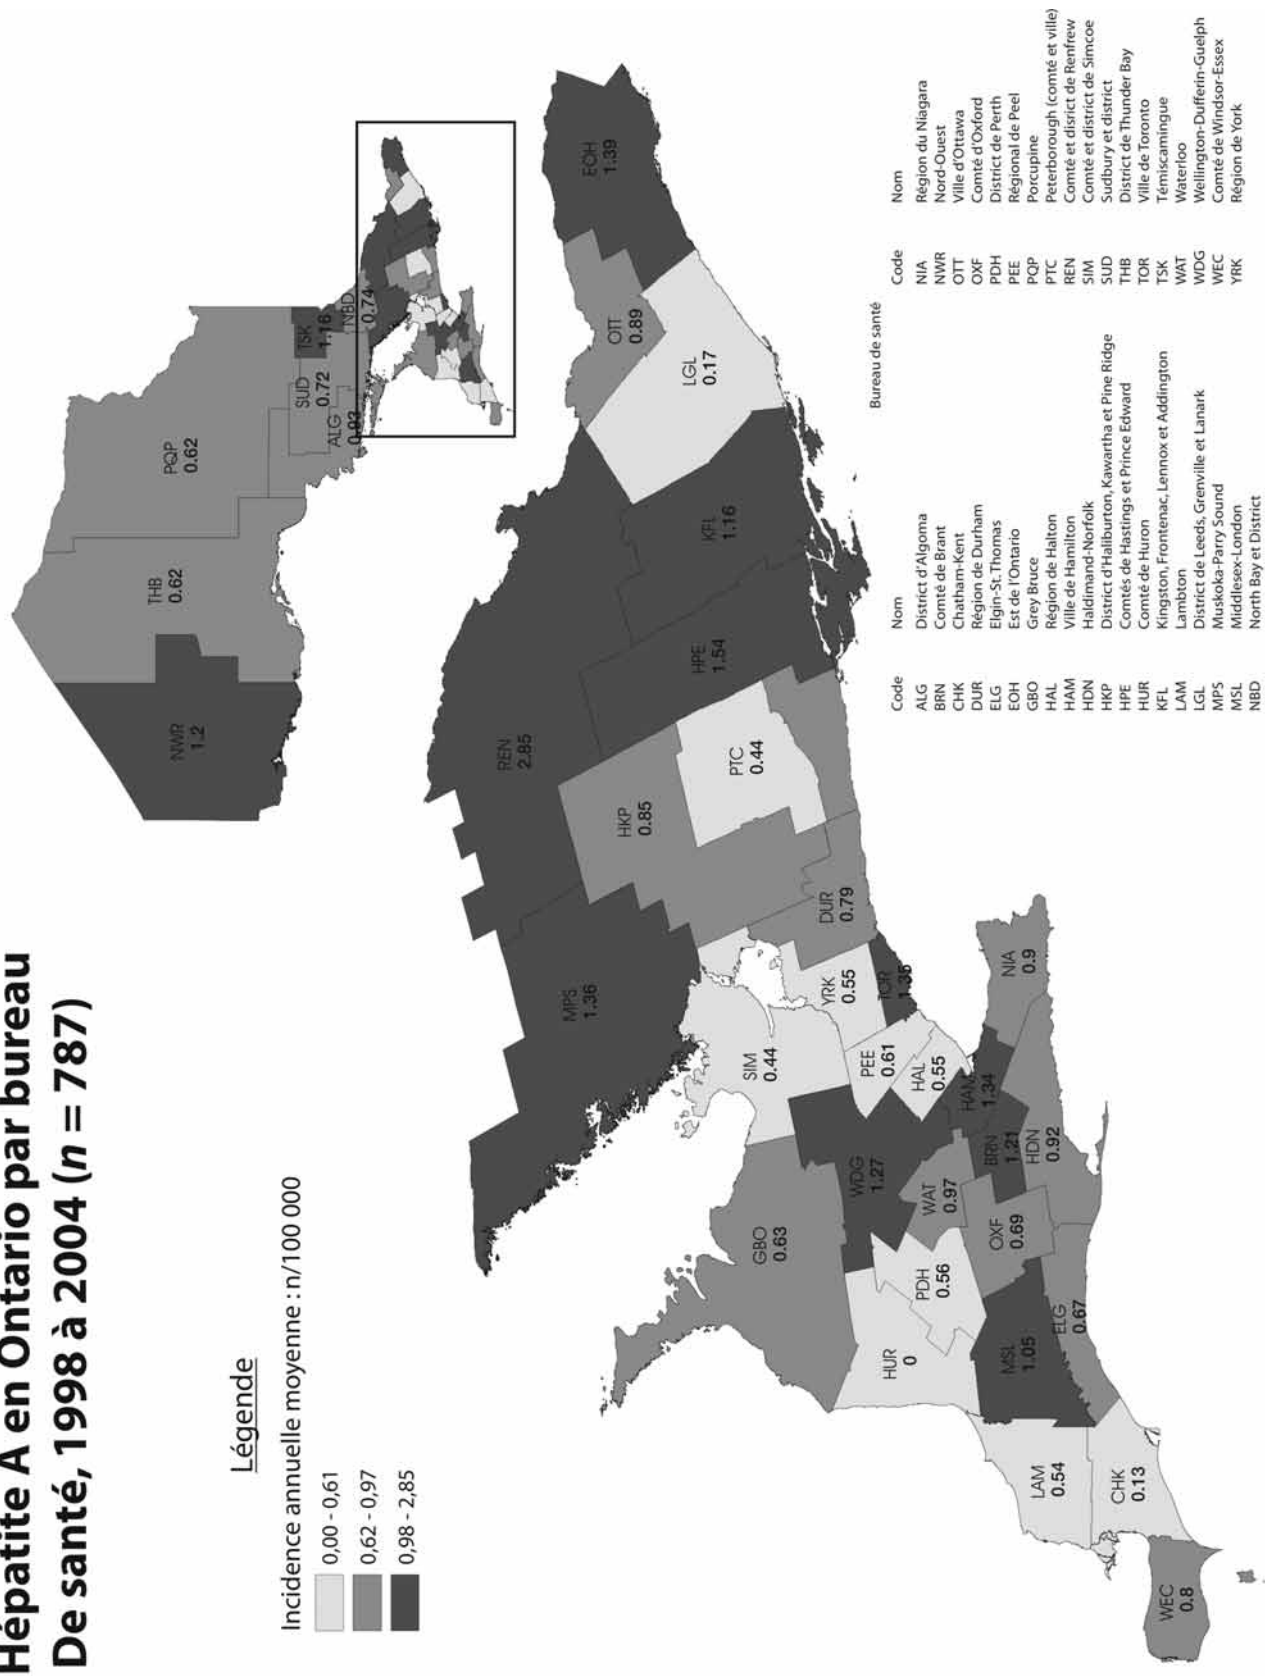 Hépatite A en Ontario par bureau
De santé, 1998 à 2004 (n = 787)
Légende
Incidence annuelle moyenne : n/100 000
0,00 - 0,61
0,62 - 0,97
0,98 - 2,85
NWR
1.2
THB
0.62
PQP
0.62
TSK
1.16
SUD
0.72
NBD
0.74
ALG
0.93
EOH
1.39
OTT
0.89
LGL
0.17
REN
2.85
KFL
1.16
HPE
1.54
HKP
0.85
PTC
0.44
MPS
1.36
DUR
0.79
YRK
0.55
TOR
1.35
SIM
0.44
PEE
0.61
HAL
0.55
NIA
0.9
HAM
1.34
GBO
0.63
WDG
1.27
WAT
0.97
BRN
1.21
HDN
0.92
OXF
0.69
PDH
0.56
HUR
0
MSL
1.05
ELG
0.67
LAM
0.54
CHK
0.13
WEC
0.8
Bureau de santé
Code Nom
ALG District d'Algoma
BRN Comté de Brant
CHK Chatham-Kent
DUR Région de Durham
ELG Elgin-St. Thomas
EOH Est de l'Ontario
GBO Grey Bruce
HAL Région de Halton
HAM Ville de Hamilton
HDN Haldimand-Norfolk
HKP District d'Haliburton, Kawartha et Pine Ridge
HPE Comtés de Hastings et Prince Edward
HUR Comté de Huron
KFL Kingston, Frontenac, Lennox et Addington
LAM Lambton
LGL District de Leeds, Grenville et Lanark
MPS Muskoka-Parry Sound
MSL Middlesex-London
NBD North Bay et District
Code Nom
NIA Région du Niagara
NWR Nord-Ouest
OTT Ville d'Ottawa
OXF Comté d'Oxford
PDH District de Perth
PEE Régional de Peel
PQP Porcupine
PTC Peterborough (comté et ville)
REN Comté et disrict de Renfrew
SIM Comté et district de Simcoe
SUD Sudbury et district
THB District de Thunder Bay
TOR Ville de Toronto
TSK Témiscamingue
WAT Waterloo
WDG Wellington-Dufferin-Guelph
WEC Comté de Windsor-Essex
YRK Région de York